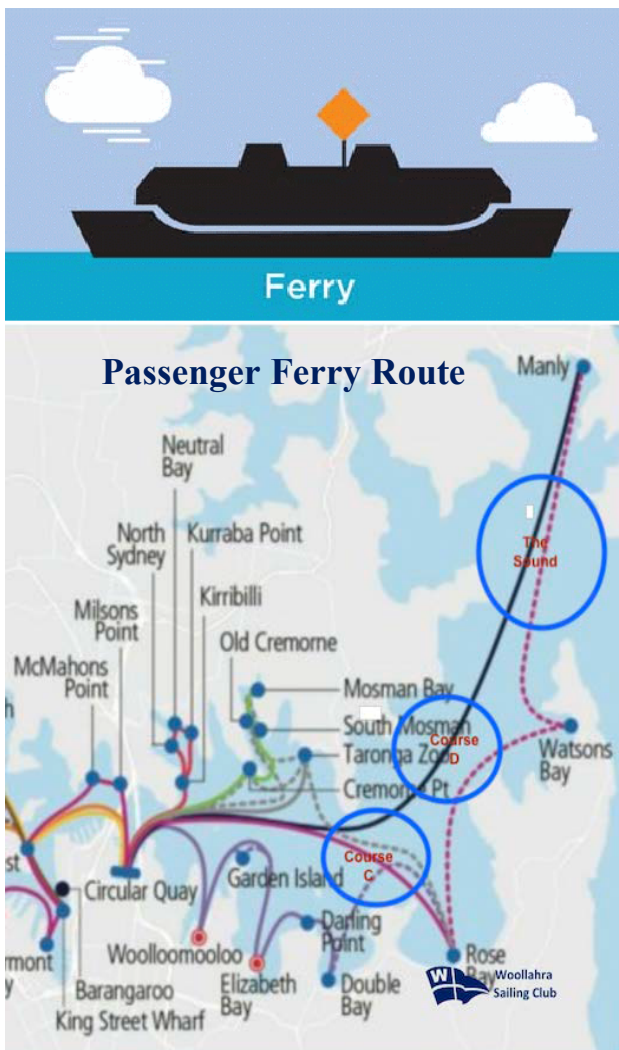 Ferry
Passenger Ferry Route
Manly
Neutral
Bay
North
Sydney
Kurraba Point
The
Sound
Kirribilli
Milsons
Point
Old Cremorne
McMahons
Point
Mosman Bay
South Mosman
Course
D
Taronga Zoo
Watsons
Bay
Cremorne Pt
Course
C
st
Circular Quay
Garden Island
Darling
Point
Woolloomooloo
Rose
Bay
rmont
Elizabeth
Bay
Double
Bay
W
Woollahra
Sailing Club
y
Barangaroo
King Street Wharf